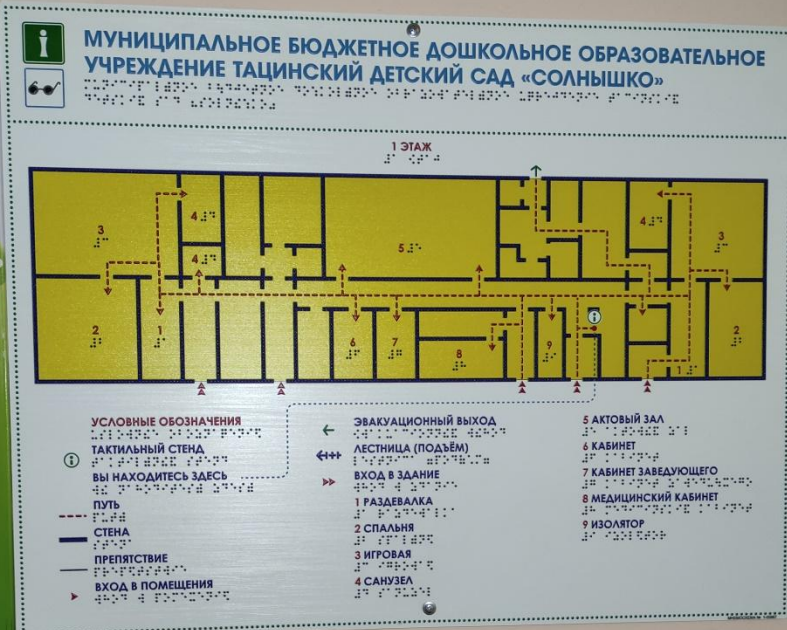 МУНИЦИПАЛЬНОЕ БЮДЖЕТНОЕ ДОШКОЛЬНОЕ ОБРАЗОВАТЕЛЬНОЕ
УЧРЕЖДЕНИЕ ТАЦИНСКИЙ ДЕТСКИЙ САД «СОЛНЫШКО»
1 ЭТАЖ
3
4
4
5
4
3
2
1
6
7
8
9
1
2
УСЛОВНЫЕ ОБОЗНАЧЕНИЯ
ТАКТИЛЬНЫЙ СТЕНД
ВЫ НАХОДИТЕСЬ ЗДЕСЬ
ПУТЬ
СТЕНА
ПРЕПЯТСТВИЕ
ВХОД В ПОМЕЩЕНИЯ
ЭВАКУАЦИОННЫЙ ВЫХОД
ЛЕСТНИЦА (ПОДЪЁМ)
ВХОД В ЗДАНИЕ
1 РАЗДЕВАЛКА
2 СПАЛЬНЯ
3 ИГРОВАЯ
4 САНУЗЕЛ
5 АКТОВЫЙ ЗАЛ
6 КАБИНЕТ
7 КАБИНЕТ ЗАВЕДУЮЩЕГО
8 МЕДИЦИНСКИЙ КАБИНЕТ
9 ИЗОЛЯТОР